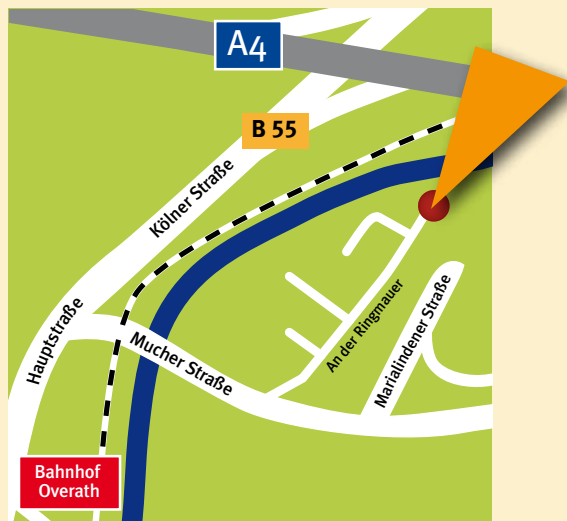 A4
B 55
Kölner Straße
Hauptstraße
Mucher Straße
An der Ringmauer
Marialindener Straße
Bahnhof
Overath